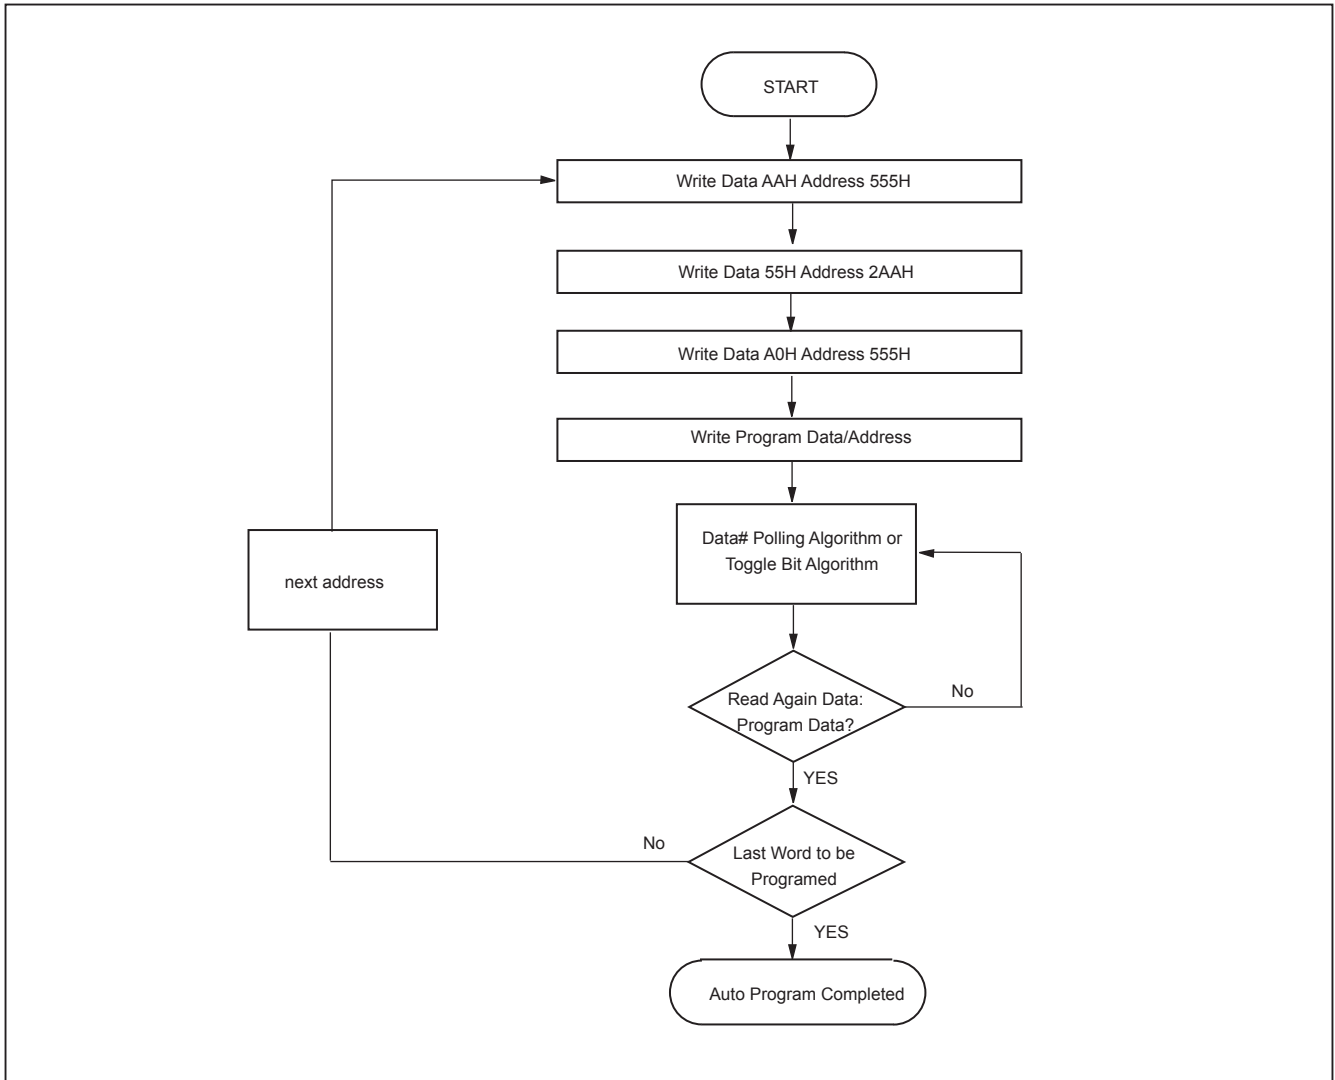 START
Write Data AAH Address 555H
Write Data 55H Address 2AAH
Write Data A0H Address 555H
Write Program Data/Address
Data# Polling Algorithm or
Toggle Bit Algorithm
next address
Read Again Data:
Program Data?
No
YES
No
Last Word to be
Programed
YES
Auto Program Completed